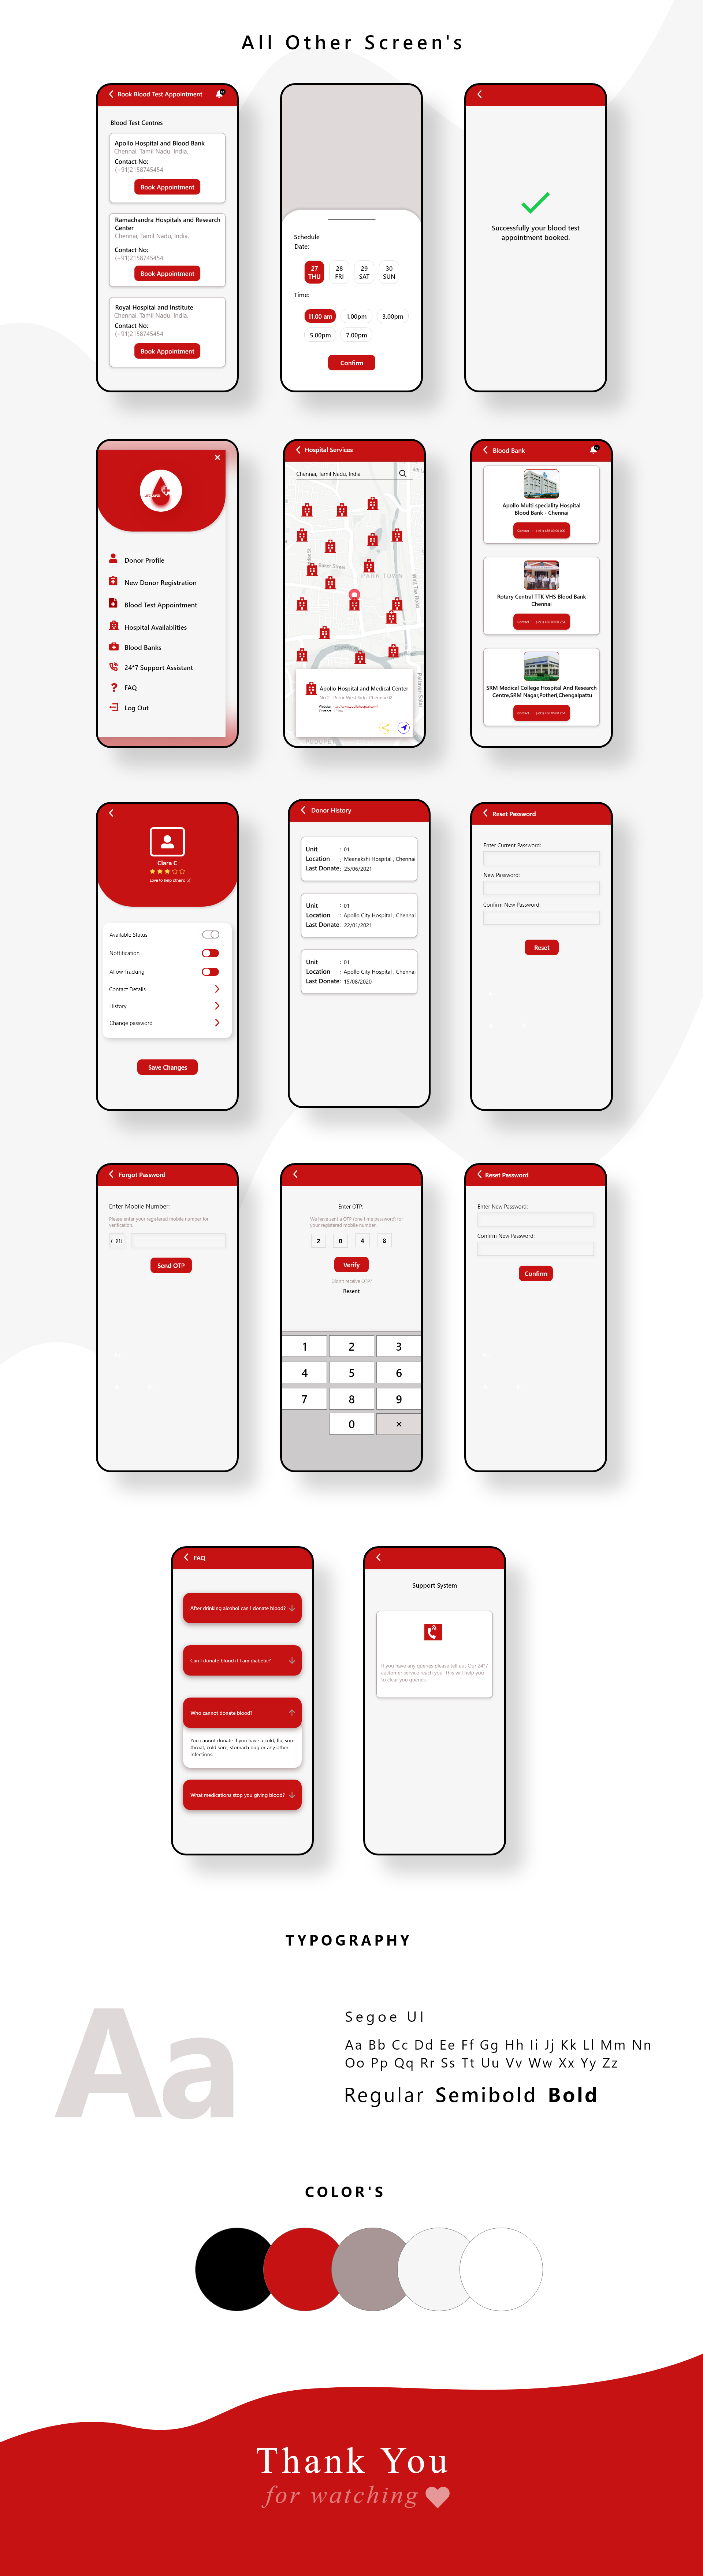 All Other Screen's
Book Blood Test Appointment
Blood Test Centres
Apollo Hospital and Blood Bank
Chennai, Tamil Nadu, India.
Contact No:
(+91)2158745454
Book Appointment
Ramachandra Hospitals and Research
Center
Chennai, Tamil Nadu, India.
Contact No:
(+91)2158745454
Book Appointment
Royal Hospital and Institute
Chennai, Tamil Nadu, India.
Contact No:
(+91)2158745454
Book Appointment
Schedule
Date:
27 28 29 30
THU FRI SAT SUN
Time:
11.00 am 1.00pm 3.00pm
5.00pm 7.00pm
Confirm
Successfully your blood test
appointment booked.
Donor Profile
New Donor Registration
Blood Test Appointment
Hospital Availablities
Blood Banks
24*7 Support Assistant
FAQ
Log Out
Hospital Services
Chennai, Tamil Nadu, India
PARK TOWN
Wall Tax Road
Apollo Hospital and Medical Center
No 2, Porur West Side, Chennai 02
Blood Bank
Apollo Multi speciality Hospital
Blood Bank - Chennai
Contact
Rotary Central TTK VHS Blood Bank
Chennai
Contact
SRM Medical College Hospital And Research
Centre,SRM Nagar,Potheri,Chengalpattu
Contact
Clara C
Love to help other's
Available Status
Nottification
Allow Tracking
Contact Details
History
Change password
Save Changes
Donor History
Unit : 01
Location : Meenakshi Hospital , Chennai
Last Donate : 25/06/2021
Unit : 01
Location : Apollo City Hospital , Chennai
Last Donate : 22/01/2021
Unit : 01
Location : Apollo City Hospital , Chennai
Last Donate : 15/08/2020
Reset Password
Enter Current Password:
New Password:
Confirm New Password:
Reset
Forgot Password
Enter Mobile Number:
Please enter your registered mobile number for
verification.
(+91)
Send OTP
Enter OTP:
We have sent a OTP (one time password) for
your registered mobile number .
2 0 4 8
Verify
Didn't receive OTP?
Resent
1 2 3
4 5 6
7 8 9
0 ×
Reset Password
Enter New Password:
Confirm New Password:
Confirm
FAQ
After drinking alcohol can I donate blood?
Can I donate blood if I am diabetic?
Who cannot donate blood?
You cannot donate if you have a cold, flu, sore
throat, cold sore, stomach bug or any other
infections.
What medications stop you giving blood?
Support System
If you have any queries please tell us , Our 24*7
customer service reach you. This will help you
to clear you queries.
TYPOGRAPHY
Aa
Segoe UI
Aa Bb Cc Dd Ee Ff Gg Hh Ii Jj Kk Ll Mm Nn
Oo Pp Qq Rr Ss Tt Uu Vv Ww Xx Yy Zz
Regular Semibold Bold
COLOR'S
Thank You
for watching